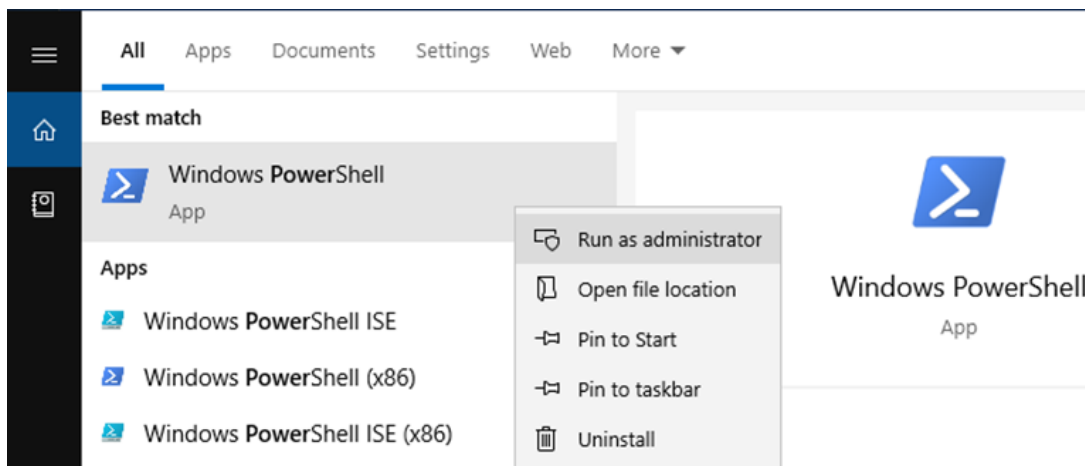 All Apps Documents Settings Web More
Best match
Windows PowerShell
App
Apps
Windows PowerShell ISE
Windows PowerShell (x86)
Windows PowerShell ISE (x86)
Run as administrator
Open file location
Pin to Start
Pin to taskbar
Uninstall
Windows PowerShell
App